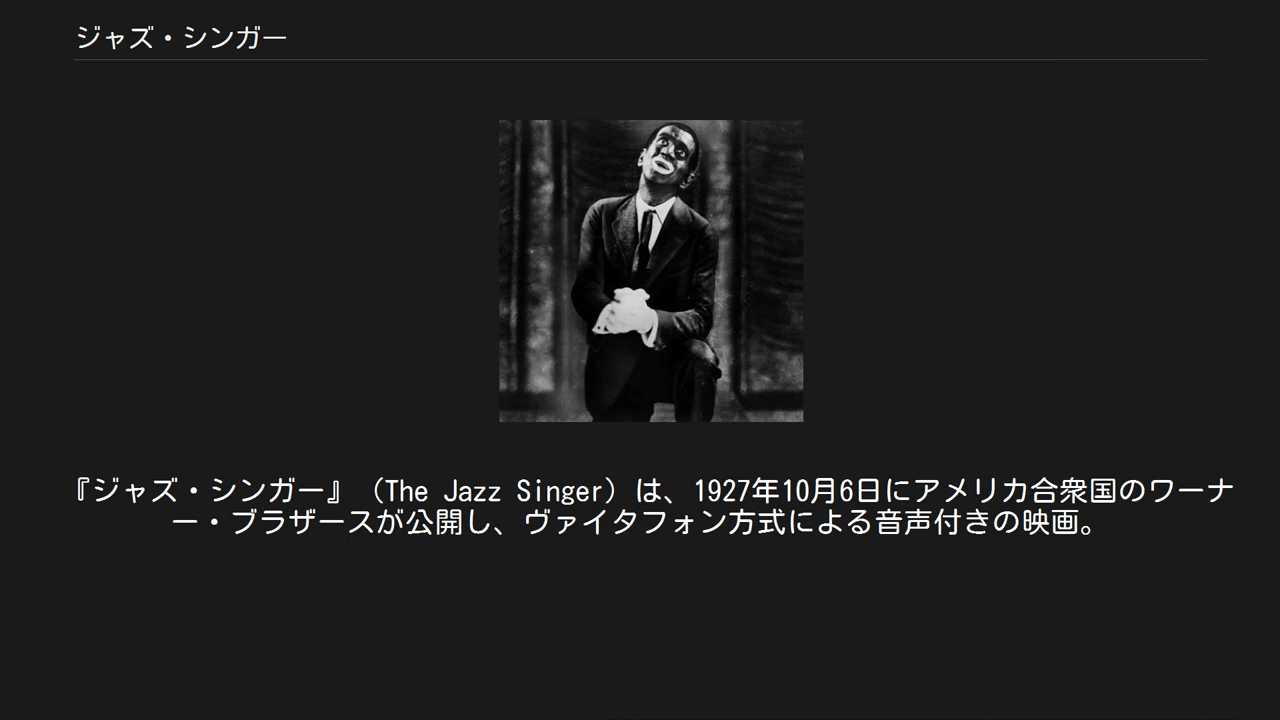 ジャズ・シンガー
『ジャズ・シンガー』（The Jazz Singer）は、1927年10月6日にアメリカ合衆国のワーナ
ー・ブラザースが公開し、ヴァイタフォン方式による音声付きの映画。